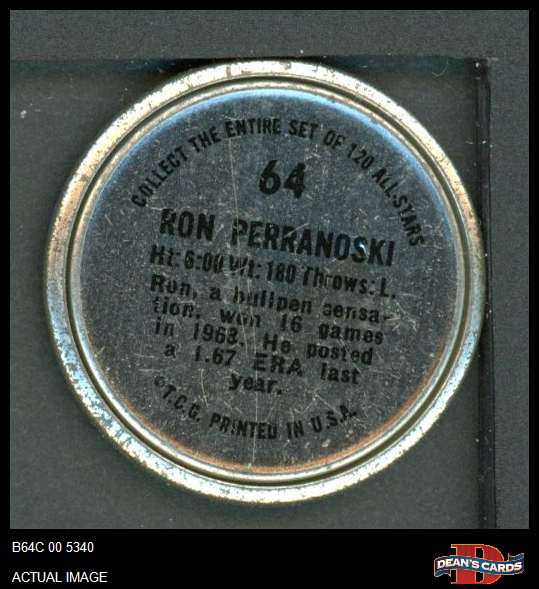 COLLECT THE ENTIRE SET OF 120 ALL-STARS
64
RON PERRANOSKI
Ht: 6:00 Wt: 180 Throws: L.
Ron, a bullpen sensa-
tion, won 16 games
in 1963. He posted
a 1.67 ERA last
year.
©T.C.G. PRINTED IN U.S.A.
B64C 00 5340
ACTUAL IMAGE
D
DEAN'S CARDS